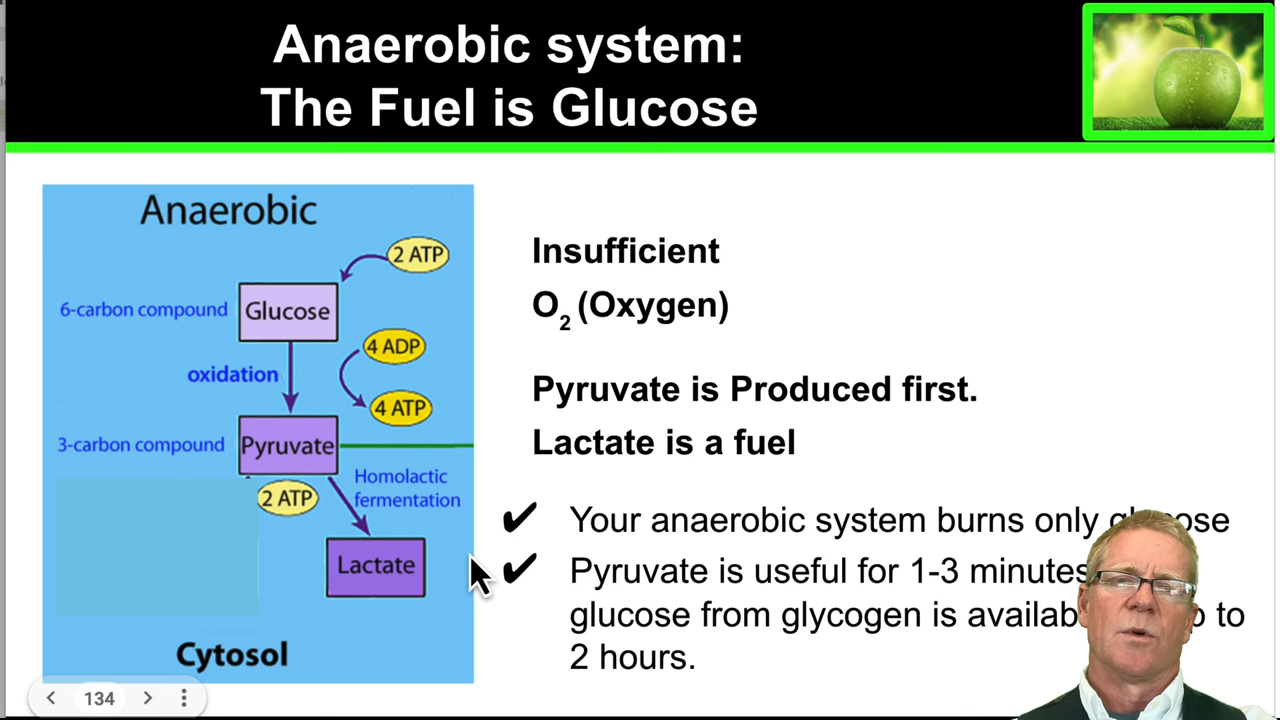 Anaerobic system:
The Fuel is Glucose
Anaerobic
2 ATP
6-carbon compound
Glucose
4 ADP
oxidation
4 ATP
3-carbon compound
Pyruvate
Homolactic
fermentation
2 ATP
Lactate
Cytosol
Insufficient
O₂ (Oxygen)
Pyruvate is Produced first.
Lactate is a fuel
✔ Your anaerobic system burns only
✔ Pyruvate is useful for 1-3 minutes
glucose from glycogen is to
2 hours.
134